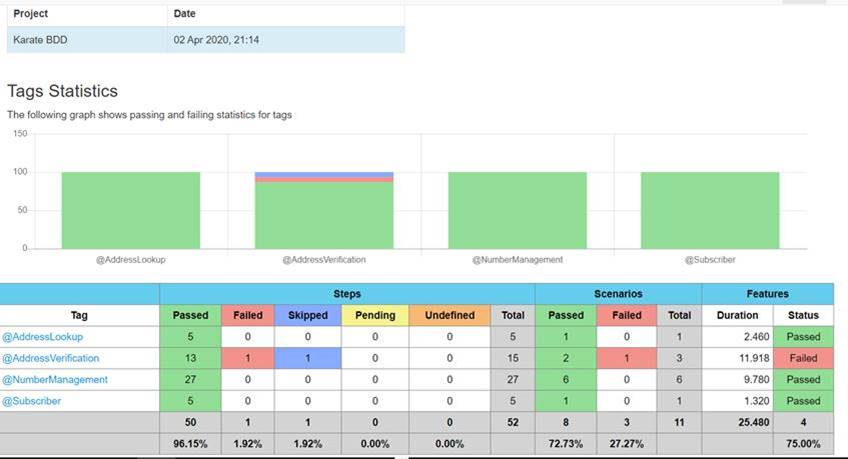 Project Date
Karate BDD 02 Apr 2020, 21:14
Tags Statistics
The following graph shows passing and failing statistics for tags
150
100
50
0
@AddressLookup @AddressVerification @NumberManagement @Subscriber
Steps Scenarios Features
Tag Passed Failed Skipped Pending Undefined Total Passed Failed Total Duration Status
@AddressLookup 5 0 0 0 0 5 1 0 1 2.460 Passed
@AddressVerification 13 1 1 0 0 15 2 1 3 11.918 Failed
@NumberManagement 27 0 0 0 0 27 6 0 6 9.780 Passed
@Subscriber 5 0 0 0 0 5 1 0 1 1.320 Passed
50 1 1 0 0 52 8 3 11 25.480 4
96.15% 1.92% 1.92% 0.00% 0.00% 72.73% 27.27% 75.00%